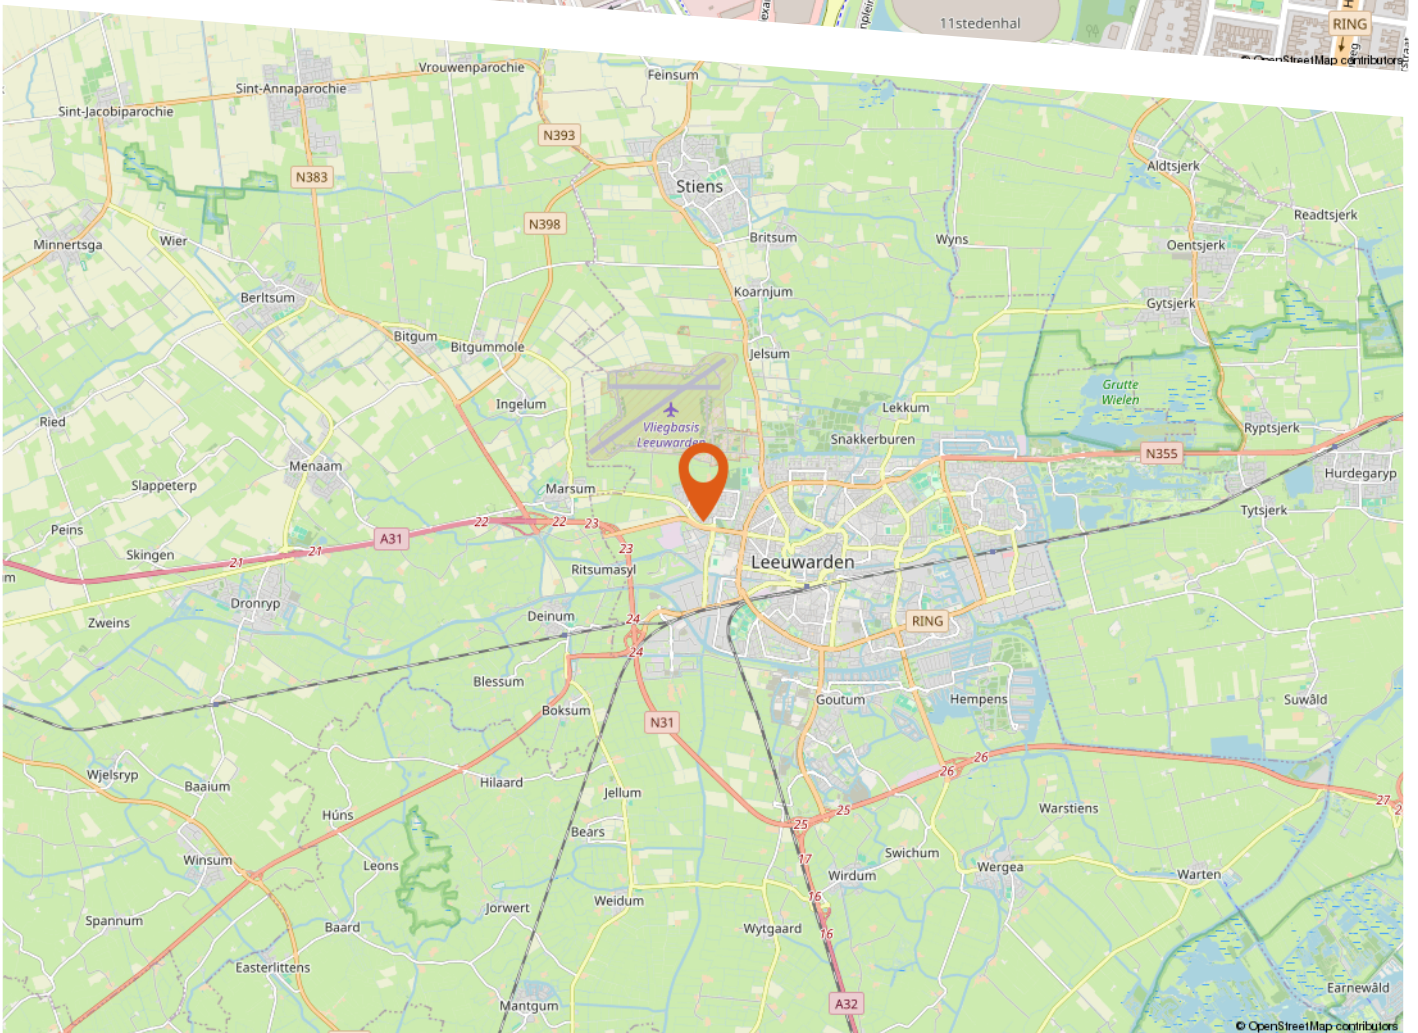 11stedenhal
RING
© OpenStreetMap contributors
Vrouwenparochie
Feinsum
Sint-Annaparochie
Sint-Jacobiparochie
N393
Aldtsjerk
N383
Stiens
Readtsjerk
N398
Britsum
Wyns
Minnertsga
Wier
Oentsjerk
Berltsum
Koarnjum
Gytsjerk
Bitgum
Bitgummole
Jelsum
Grutte
Wielen
Ingelum
Lekkum
Ried
Vliegbasis
Leeuwarden
Snakkerburen
Ryptsjerk
N355
Menaam
Hurdegaryp
Slappeterp
Marsum
Tytsjerk
Peins
22
22
23
A31
Skingen
21
21
23
Leeuwarden
Ritsumasyl
Dronryp
Zweins
Deinum
24
RING
24
Blessum
Goutum
Hempens
Suwâld
Boksum
N31
26
26
Wjelsryp
Baaium
Hilaard
Jellum
27
Húns
25
25
Warstiens
Bears
Winsum
Leons
17
Swichum
Wirdum
Wergea
Warten
16
Weidum
Jorwert
Spannum
Baard
Wytgaard
16
Easterlittens
Mantgum
A32
Earnewâld
© OpenStreetMap contributors